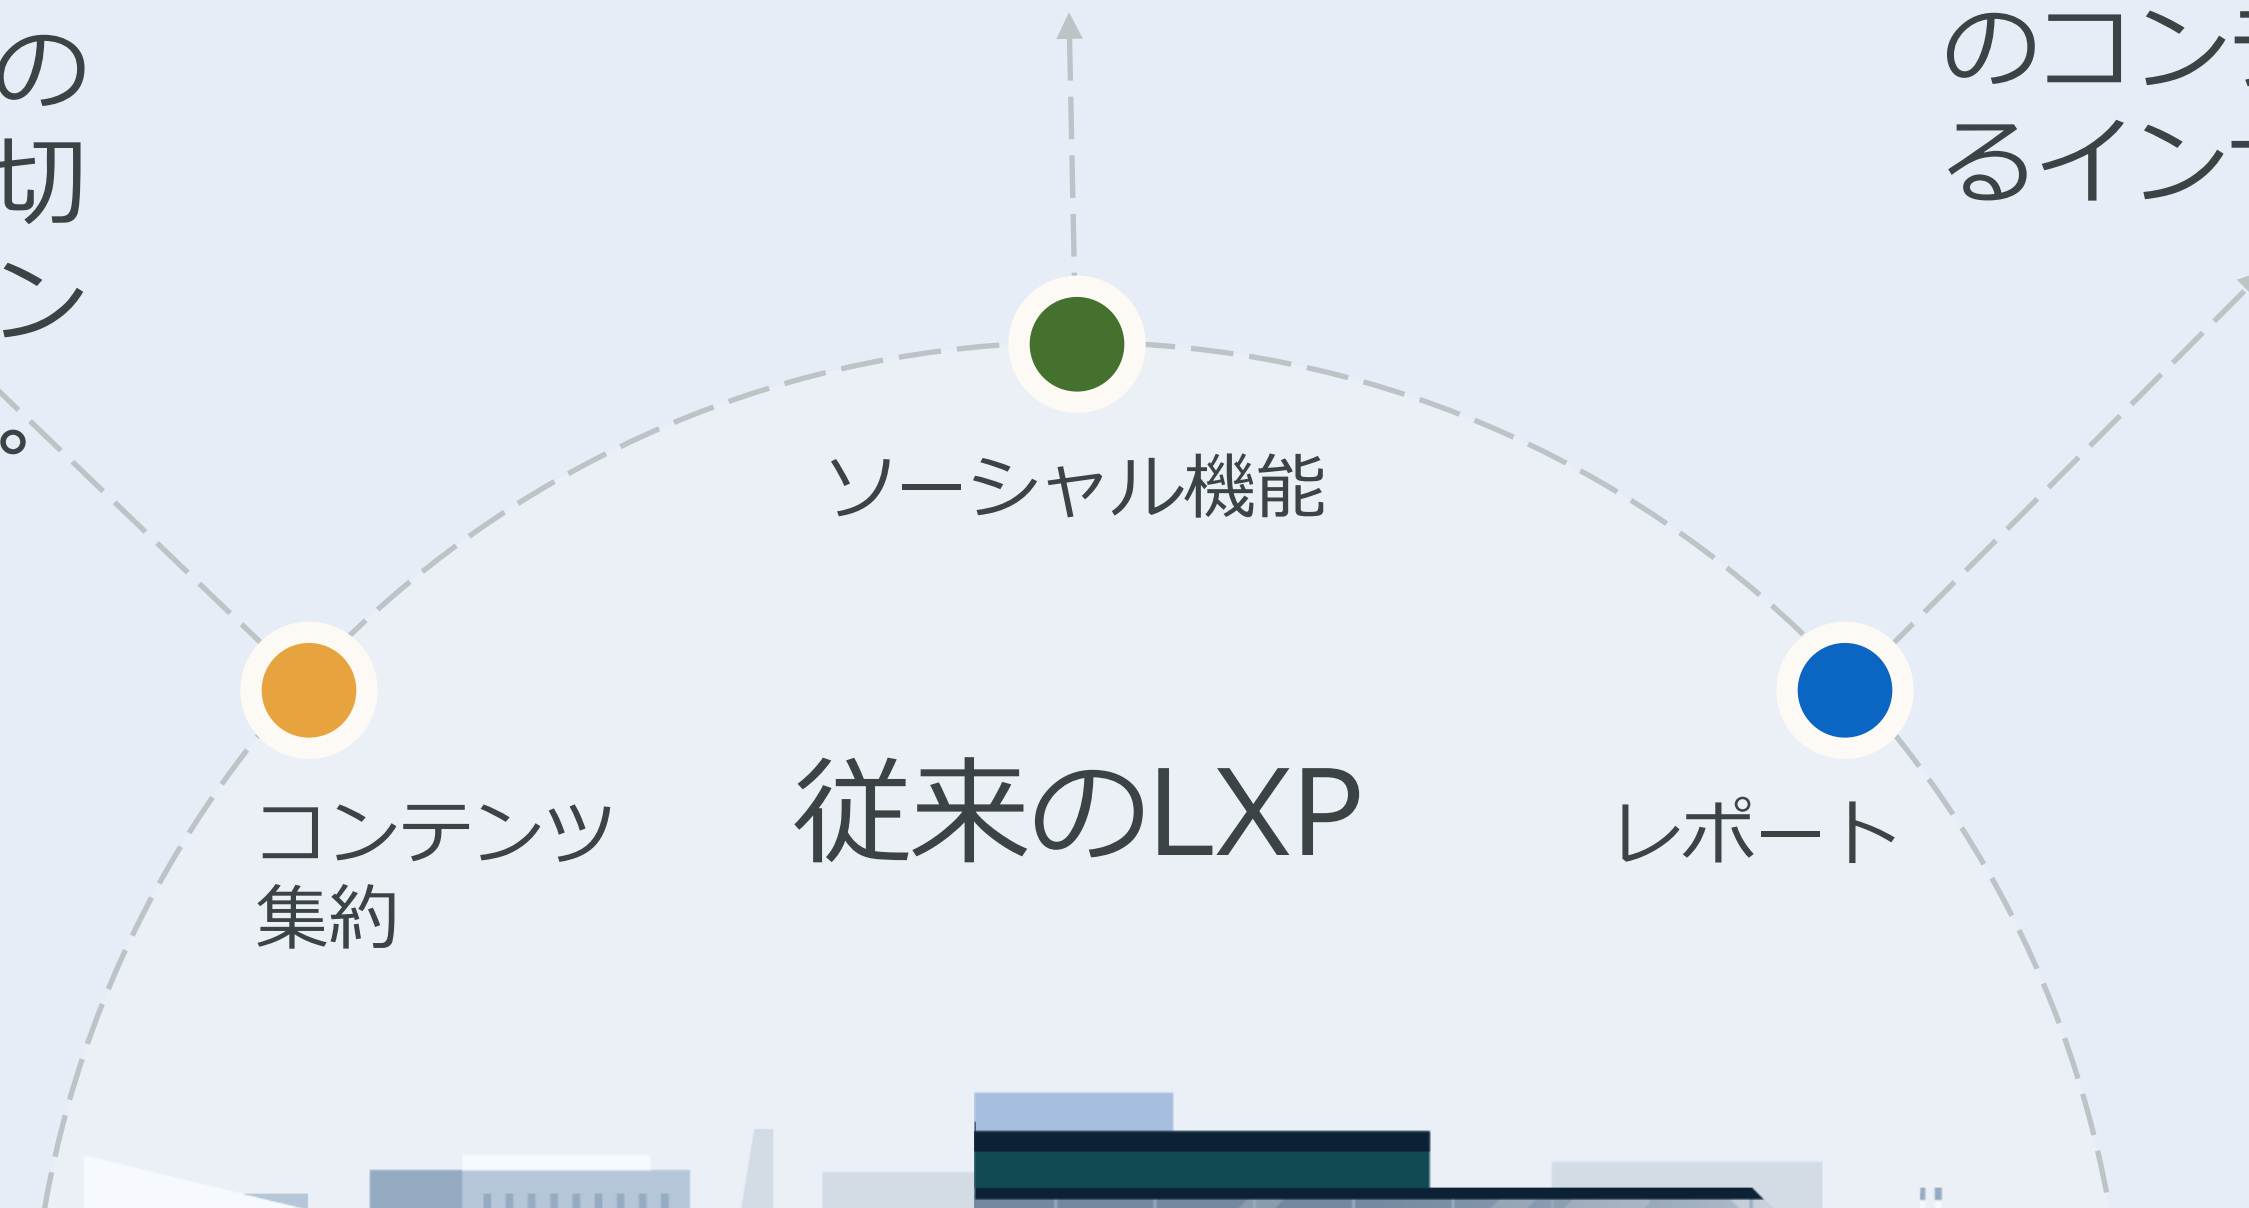 の
切
ン
。
のコン
るイン
ソーシャル機能
コンテンツ
集約
従来のLXP
レポート